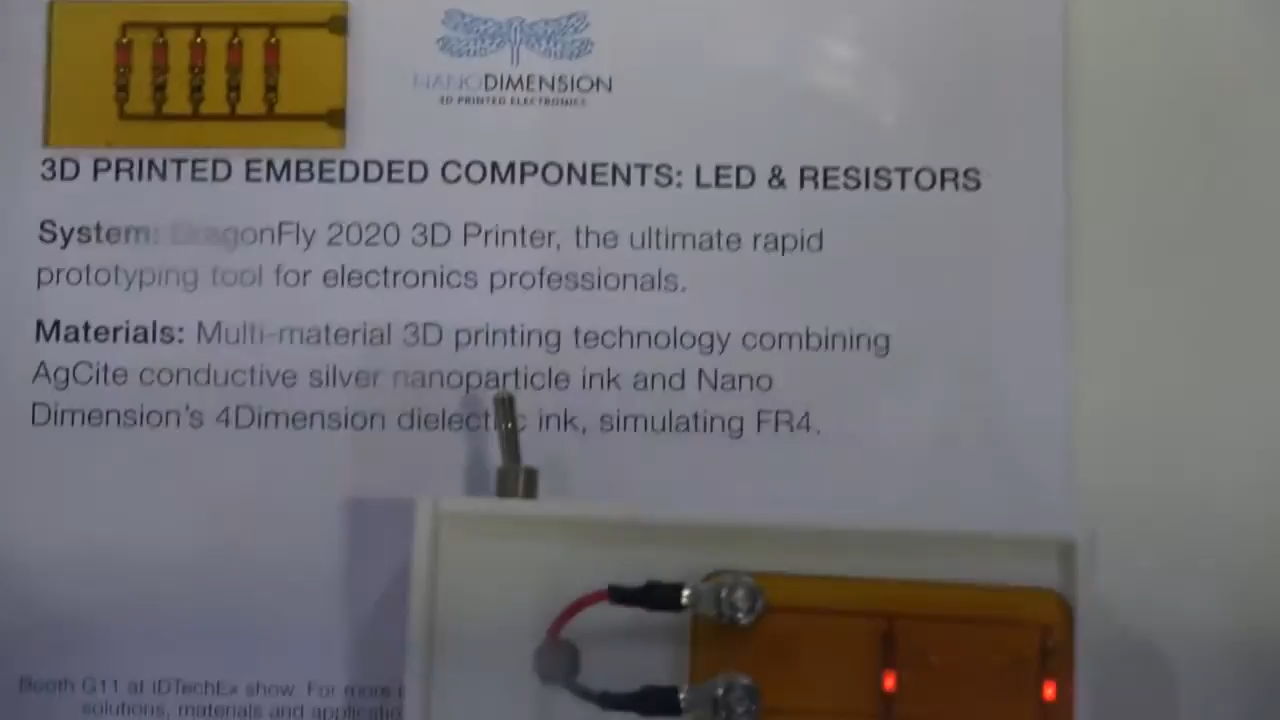 NANODIMENSION
3D PRINTED ELECTRONICS
3D PRINTED EMBEDDED COMPONENTS: LED & RESISTORS
System: DragonFly 2020 3D Printer, the ultimate rapid
prototyping tool for electronics professionals.
Materials: Multi-material 3D printing technology combining
AgCite conductive silver nanoparticle ink and Nano
Dimension's 4Dimension dielectric ink, simulating FR4.
Booth G11 at IDTechEx show. For more
solutions, materials and